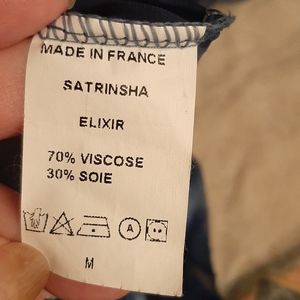 MADE IN FRANCE
SATRINSHA
ELIXIR
70% VISCOSE
30% SOIE
A
M